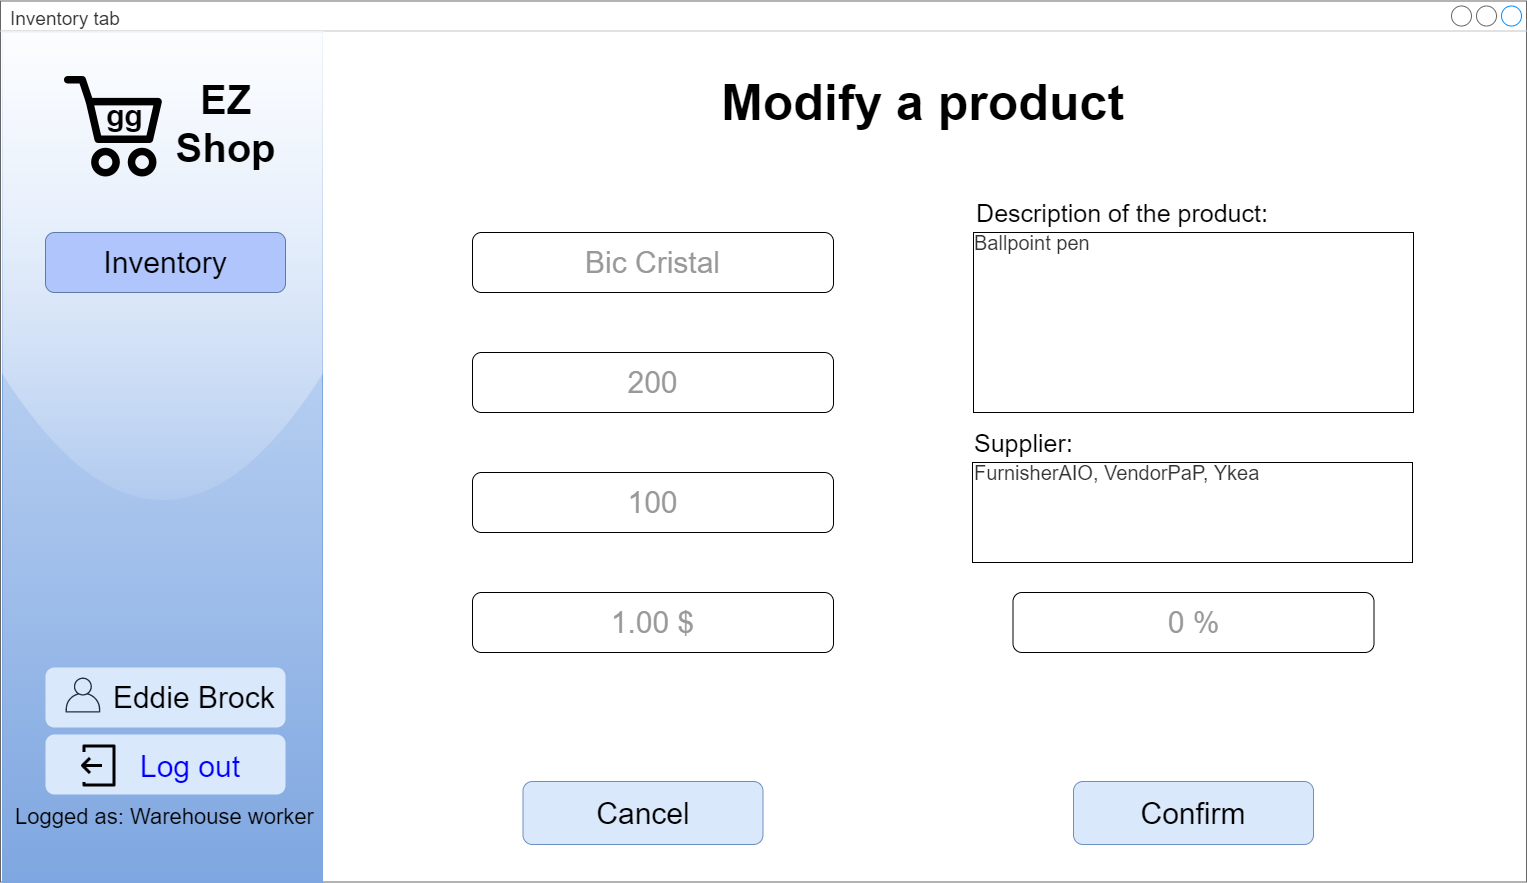 Inventory tab
gg
EZ
Shop
Inventory
Eddie Brock
Log out
Logged as: Warehouse worker
Modify a product
Bic Cristal
200
100
1.00 $
Description of the product:
Ballpoint pen
Supplier:
FurnisherAIO, VendorPaP, Ykea
0 %
Cancel
Confirm